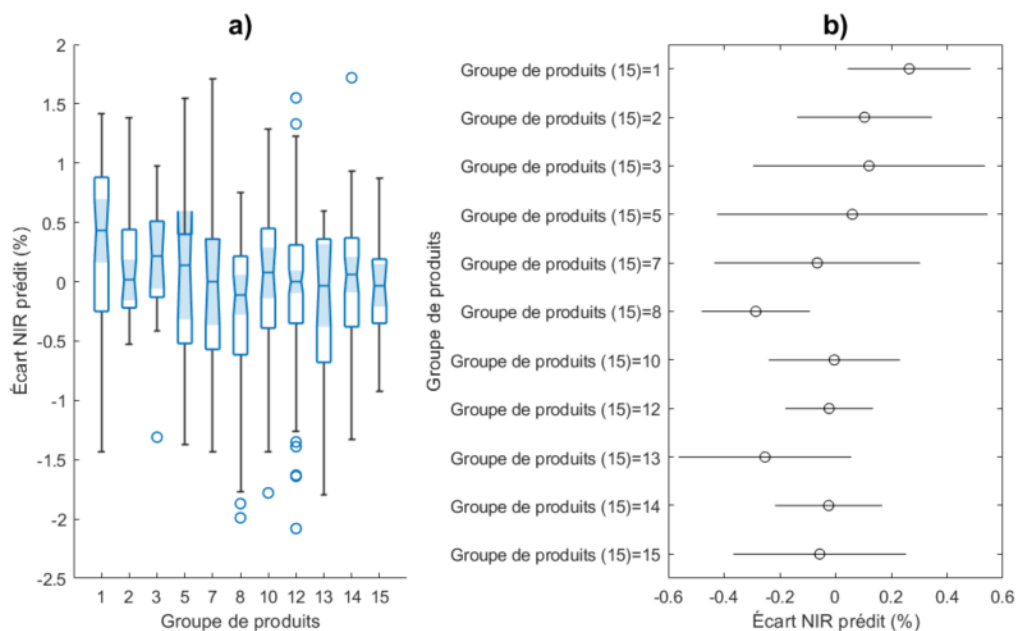 a)
Écart NIR prédit (%)
2
1.5
1
0.5
0
-0.5
-1
-1.5
-2
-2.5
1 2 3 5 7 8 10 12 13 14 15
Groupe de produits
b)
Groupe de produits
Groupe de produits (15)=1
Groupe de produits (15)=2
Groupe de produits (15)=3
Groupe de produits (15)=5
Groupe de produits (15)=7
Groupe de produits (15)=8
Groupe de produits (15)=10
Groupe de produits (15)=12
Groupe de produits (15)=13
Groupe de produits (15)=14
Groupe de produits (15)=15
-0.6 -0.4 -0.2 0 0.2 0.4 0.6
Écart NIR prédit (%)